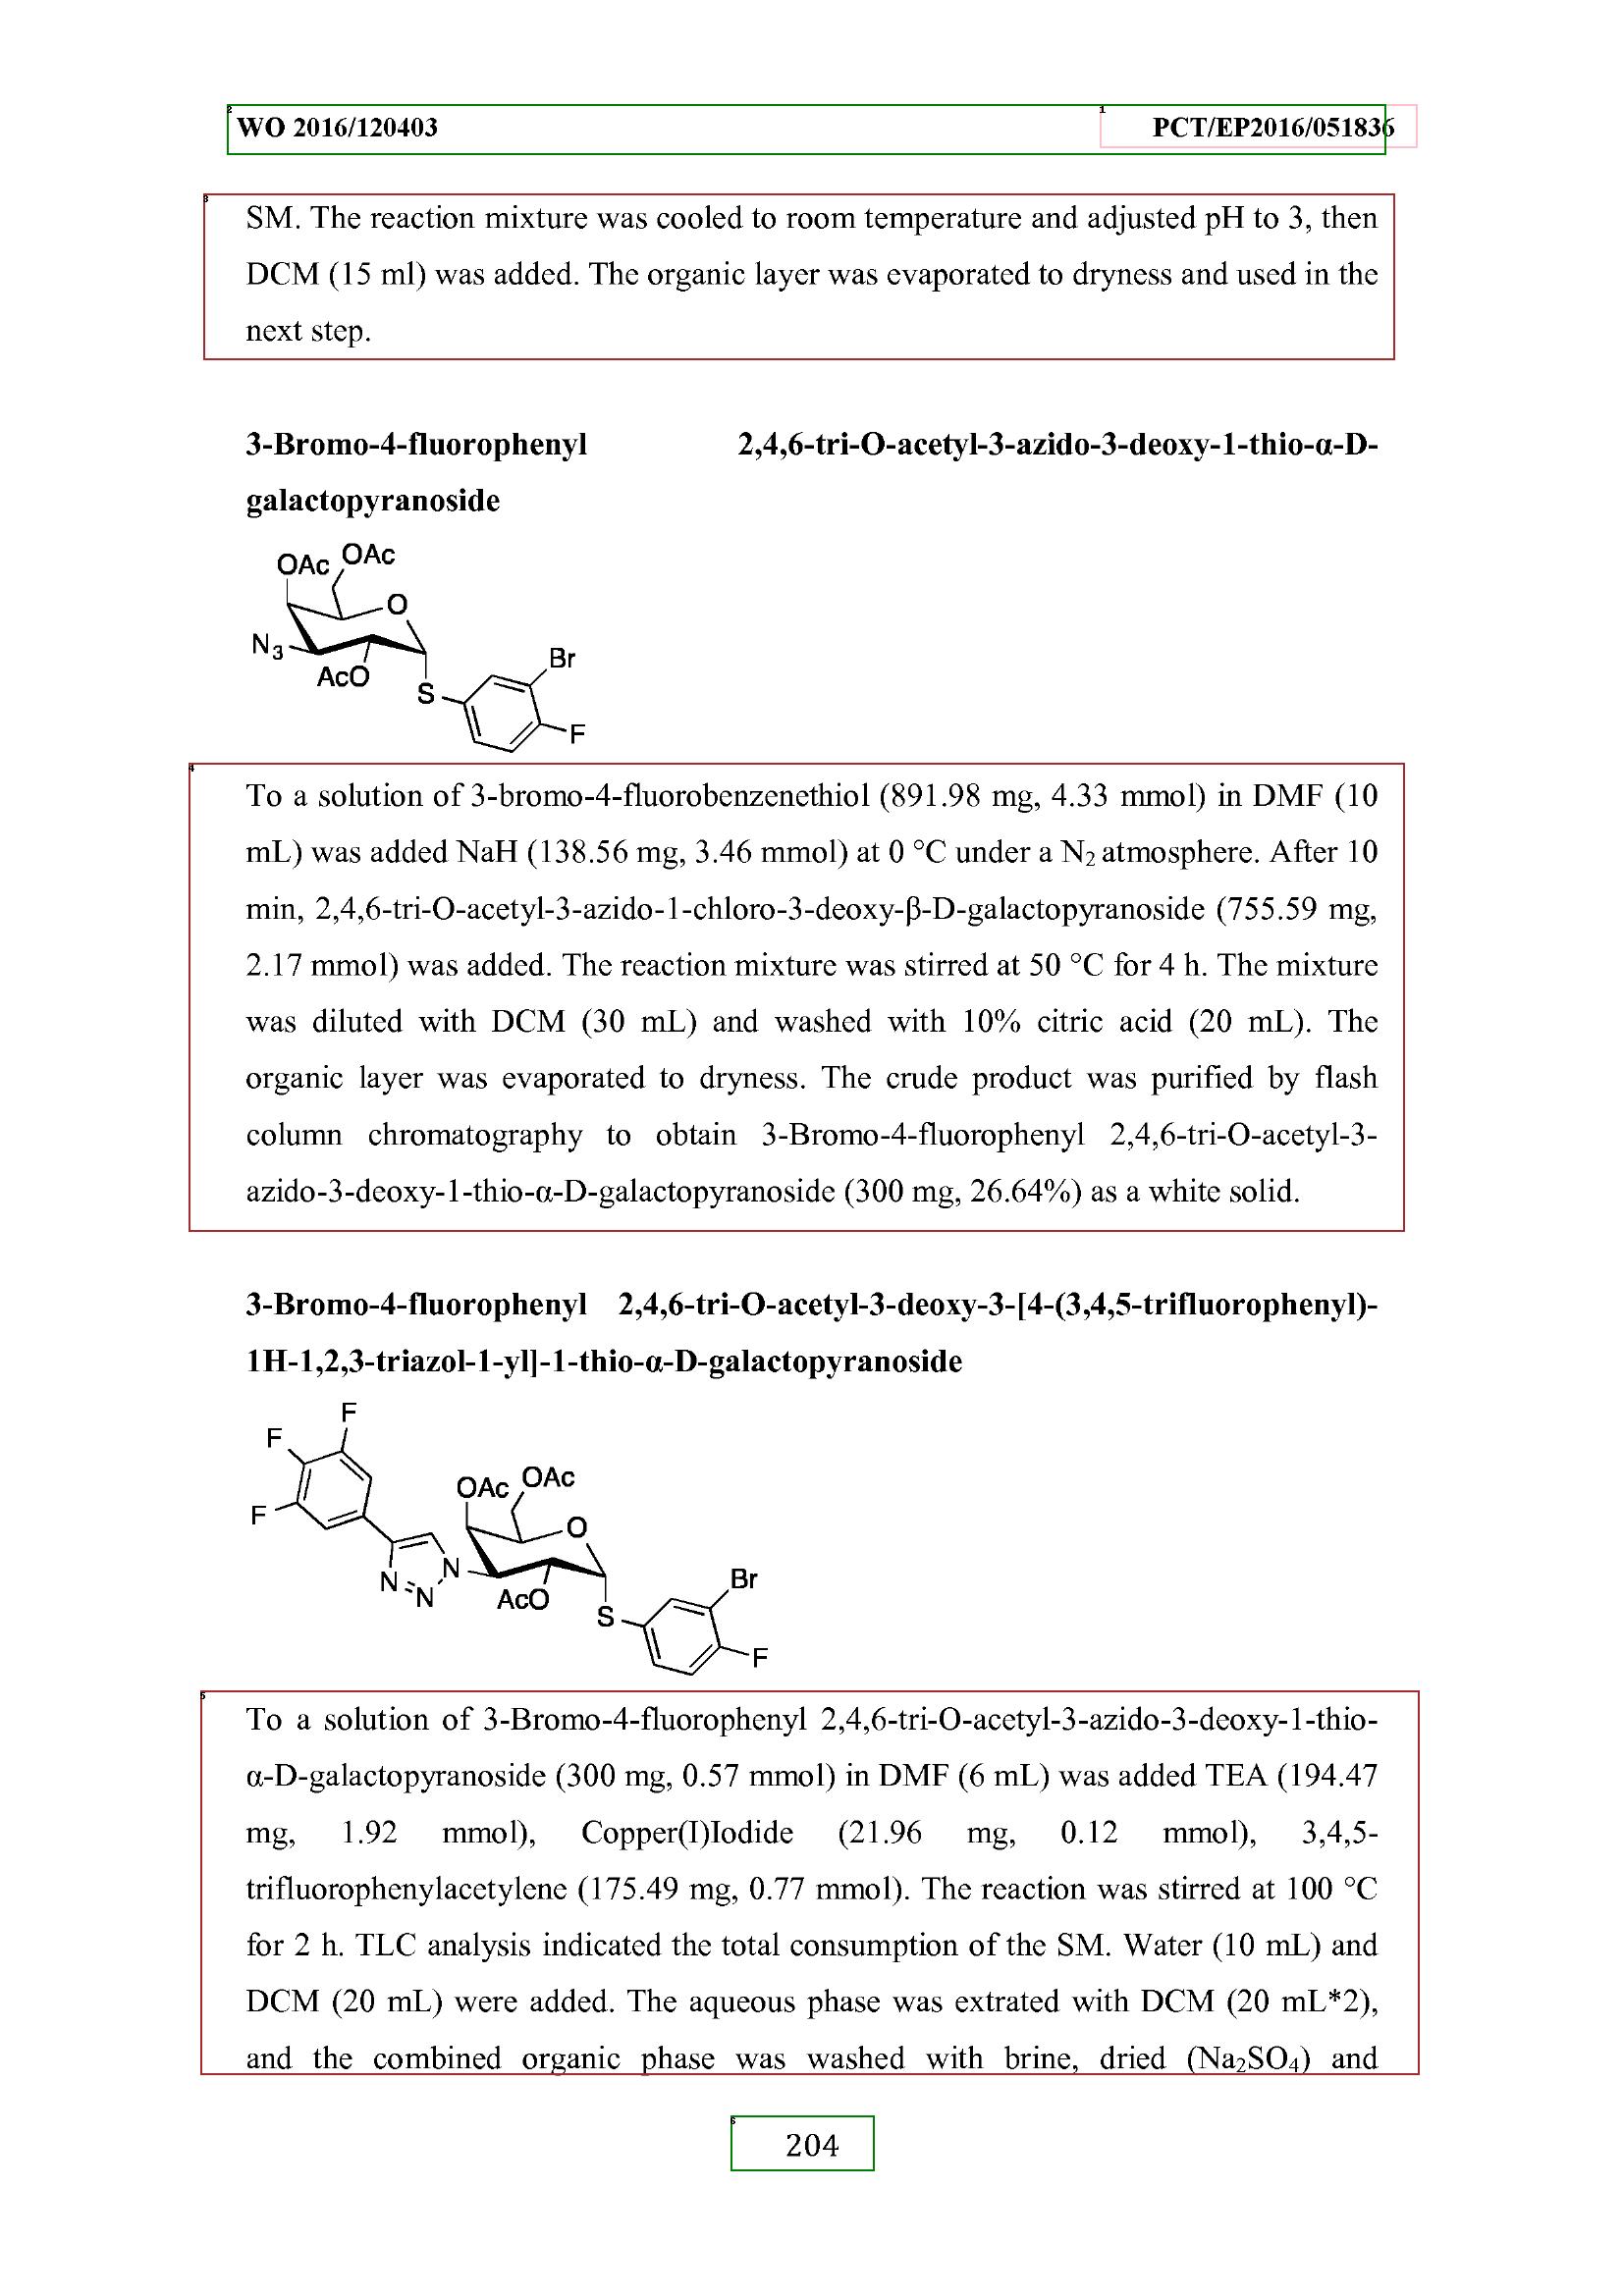 WO 2016/120403 PCT/EP2016/051836
SM. The reaction mixture was cooled to room temperature and adjusted pH to 3, then
DCM (15 ml) was added. The organic layer was evaporated to dryness and used in the
next step.
3-Bromo-4-fluorophenyl 2,4,6-tri-O-acetyl-3-azido-3-deoxy-1-thio-α-D-
galactopyranoside
OAc OAc
O
N3
AcO
Br
S
F
To a solution of 3-bromo-4-fluorobenzenethiol (891.98 mg, 4.33 mmol) in DMF (10
mL) was added NaH (138.56 mg, 3.46 mmol) at 0 °C under a N2 atmosphere. After 10
min, 2,4,6-tri-O-acetyl-3-azido-1-chloro-3-deoxy-β-D-galactopyranoside (755.59 mg,
2.17 mmol) was added. The reaction mixture was stirred at 50 °C for 4 h. The mixture
was diluted with DCM (30 mL) and washed with 10% citric acid (20 mL). The
organic layer was evaporated to dryness. The crude product was purified by flash
column chromatography to obtain 3-Bromo-4-fluorophenyl 2,4,6-tri-O-acetyl-3-
azido-3-deoxy-1-thio-α-D-galactopyranoside (300 mg, 26.64%) as a white solid.
3-Bromo-4-fluorophenyl 2,4,6-tri-O-acetyl-3-deoxy-3-[4-(3,4,5-trifluorophenyl)-
1H-1,2,3-triazol-1-yl]-1-thio-α-D-galactopyranoside
F
F
F
OAc OAc
O
N
N
N
AcO
Br
S
F
To a solution of 3-Bromo-4-fluorophenyl 2,4,6-tri-O-acetyl-3-azido-3-deoxy-1-thio-
α-D-galactopyranoside (300 mg, 0.57 mmol) in DMF (6 mL) was added TEA (194.47
mg, 1.92 mmol), Copper(I)Iodide (21.96 mg, 0.12 mmol), 3,4,5-
trifluorophenylacetylene (175.49 mg, 0.77 mmol). The reaction was stirred at 100 °C
for 2 h. TLC analysis indicated the total consumption of the SM. Water (10 mL) and
DCM (20 mL) were added. The aqueous phase was extrated with DCM (20 mL*2),
and the combined organic phase was washed with brine, dried (Na2SO4) and
204